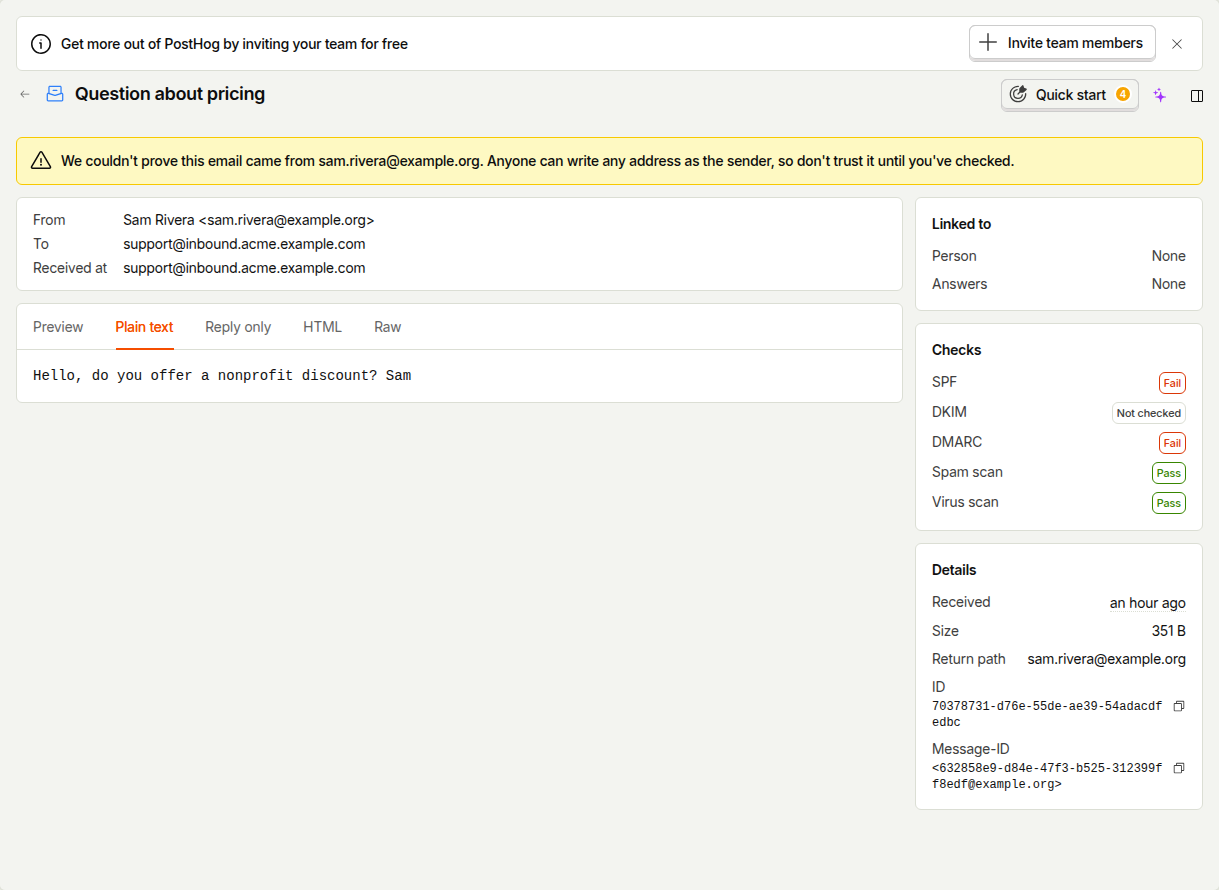 Get more out of PostHog by inviting your team for free
Invite team members
Question about pricing
Quick start 4
We couldn't prove this email came from sam.rivera@example.org. Anyone can write any address as the sender, so don't trust it until you've checked.
From Sam Rivera <sam.rivera@example.org>
To support@inbound.acme.example.com
Received at support@inbound.acme.example.com
Preview Plain text Reply only HTML Raw
Hello, do you offer a nonprofit discount? Sam
Linked to
Person None
Answers None
Checks
SPF Fail
DKIM Not checked
DMARC Fail
Spam scan Pass
Virus scan Pass
Details
Received an hour ago
Size 351 B
Return path sam.rivera@example.org
ID
70378731-d76e-55de-ae39-54adacdf
edbc
Message-ID
<632858e9-d84e-47f3-b525-312399f
f8edf@example.org>